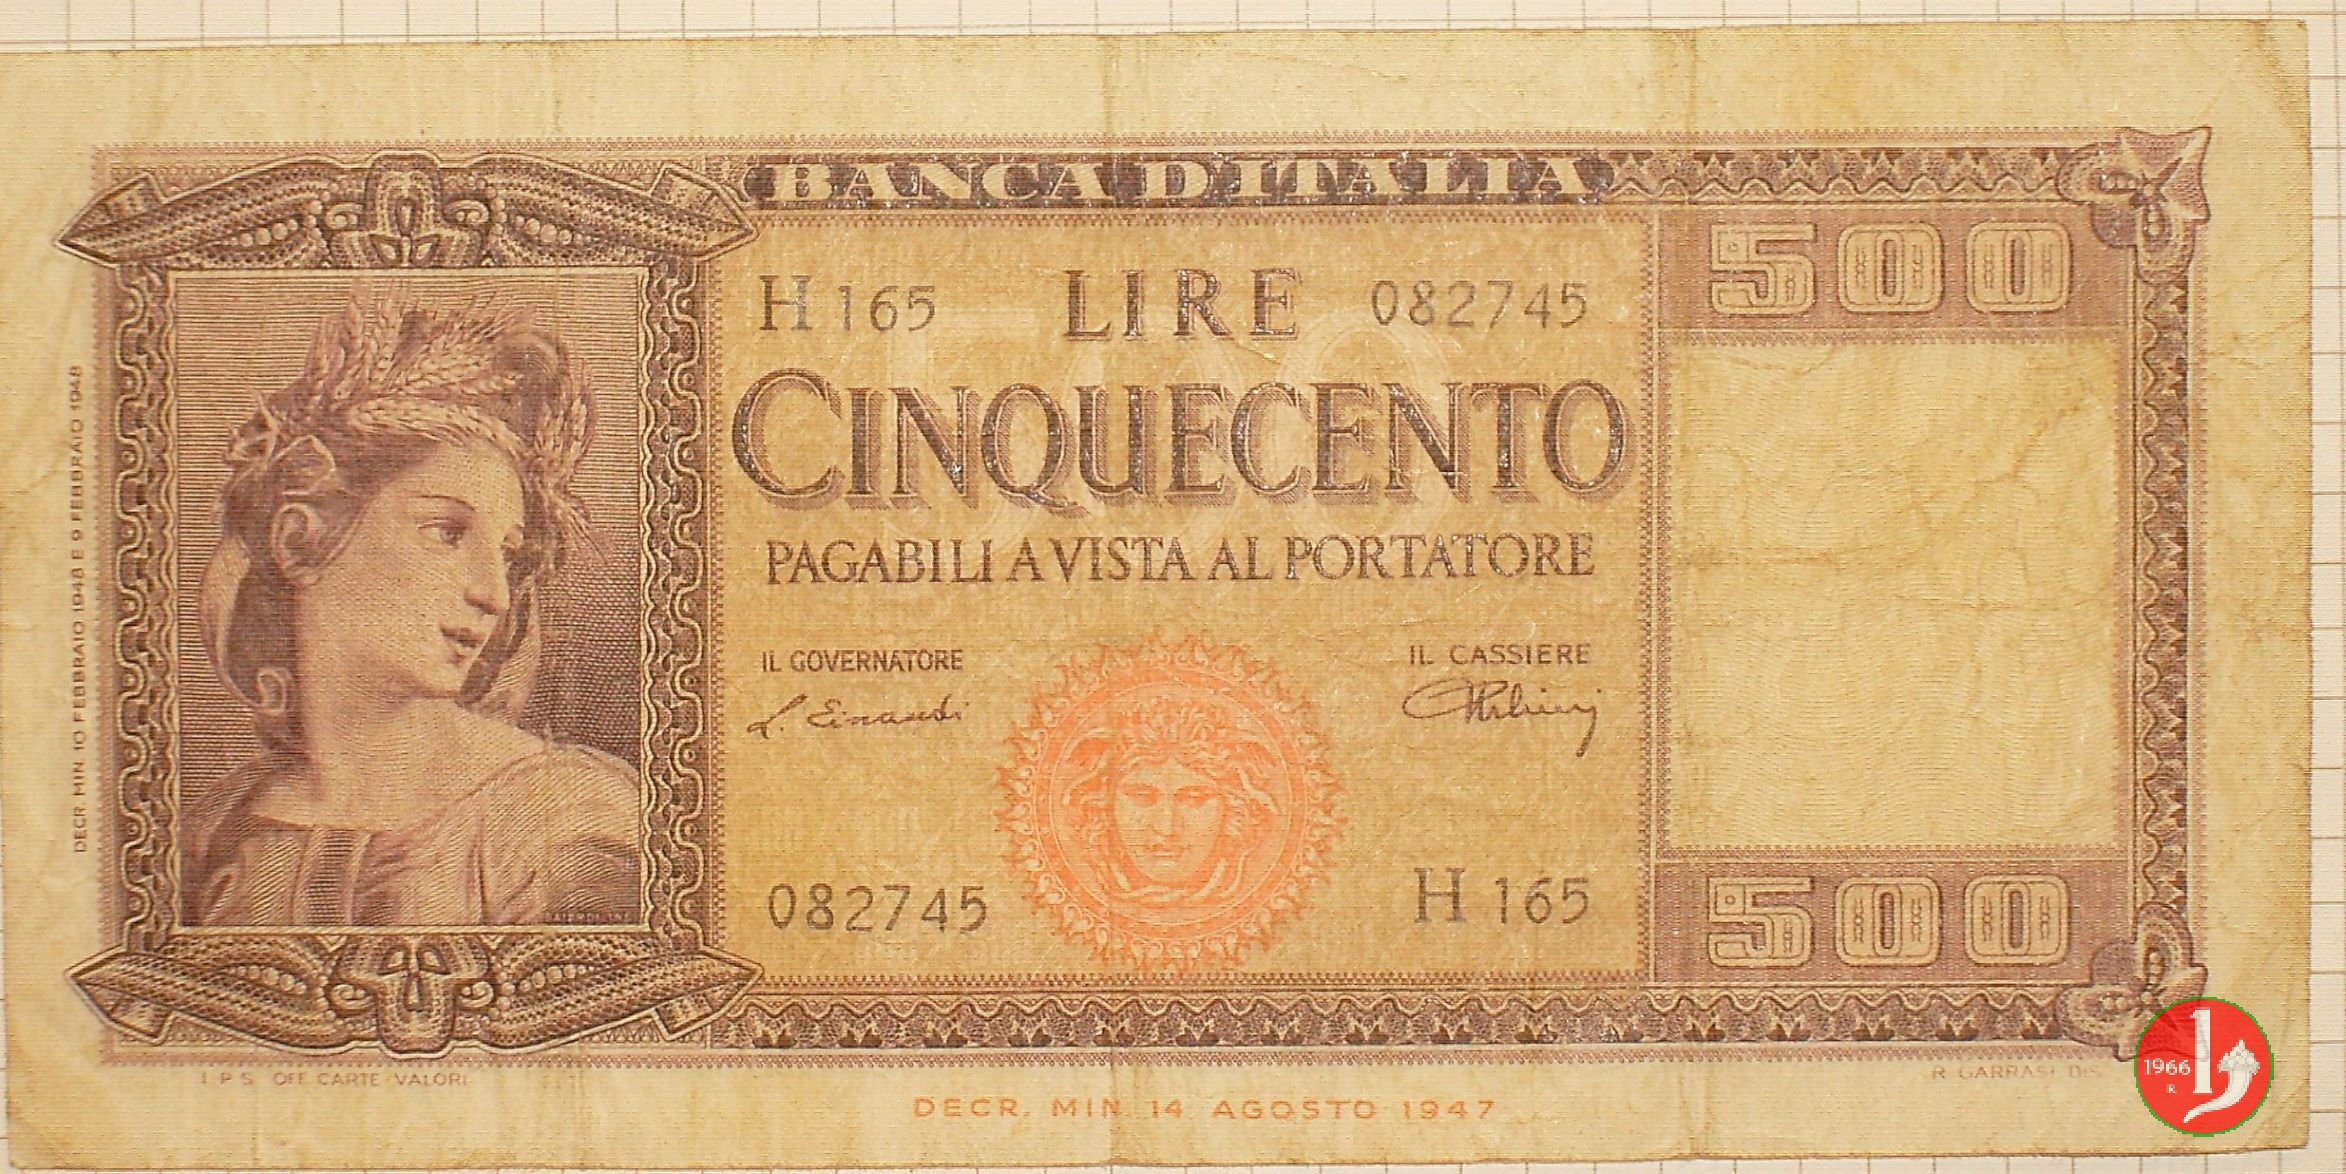 BANCA D'ITALIA
500
H 165 LIRE 082745
CINQUECENTO
PAGABILI A VISTA AL PORTATORE
IL GOVERNATORE
L. Einaudi
IL CASSIERE
082745
H 165
500
DECR. MIN 10 FEBBRAIO 1948 E 9 FEBBRAIO 1948
I.P.S. OFF. CARTE-VALORI
R. GARRASI DIS.
DECR. MIN. 14 AGOSTO 1947
1966
R
1